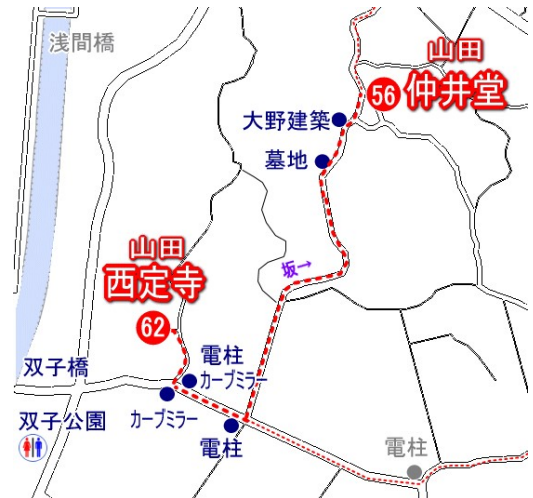 浅間橋
山田
56 仲井堂
大野建築
墓地
坂→
山田
西定寺
62
双子橋
電柱
カーブミラー
双子公園
カーブミラー
電柱
電柱